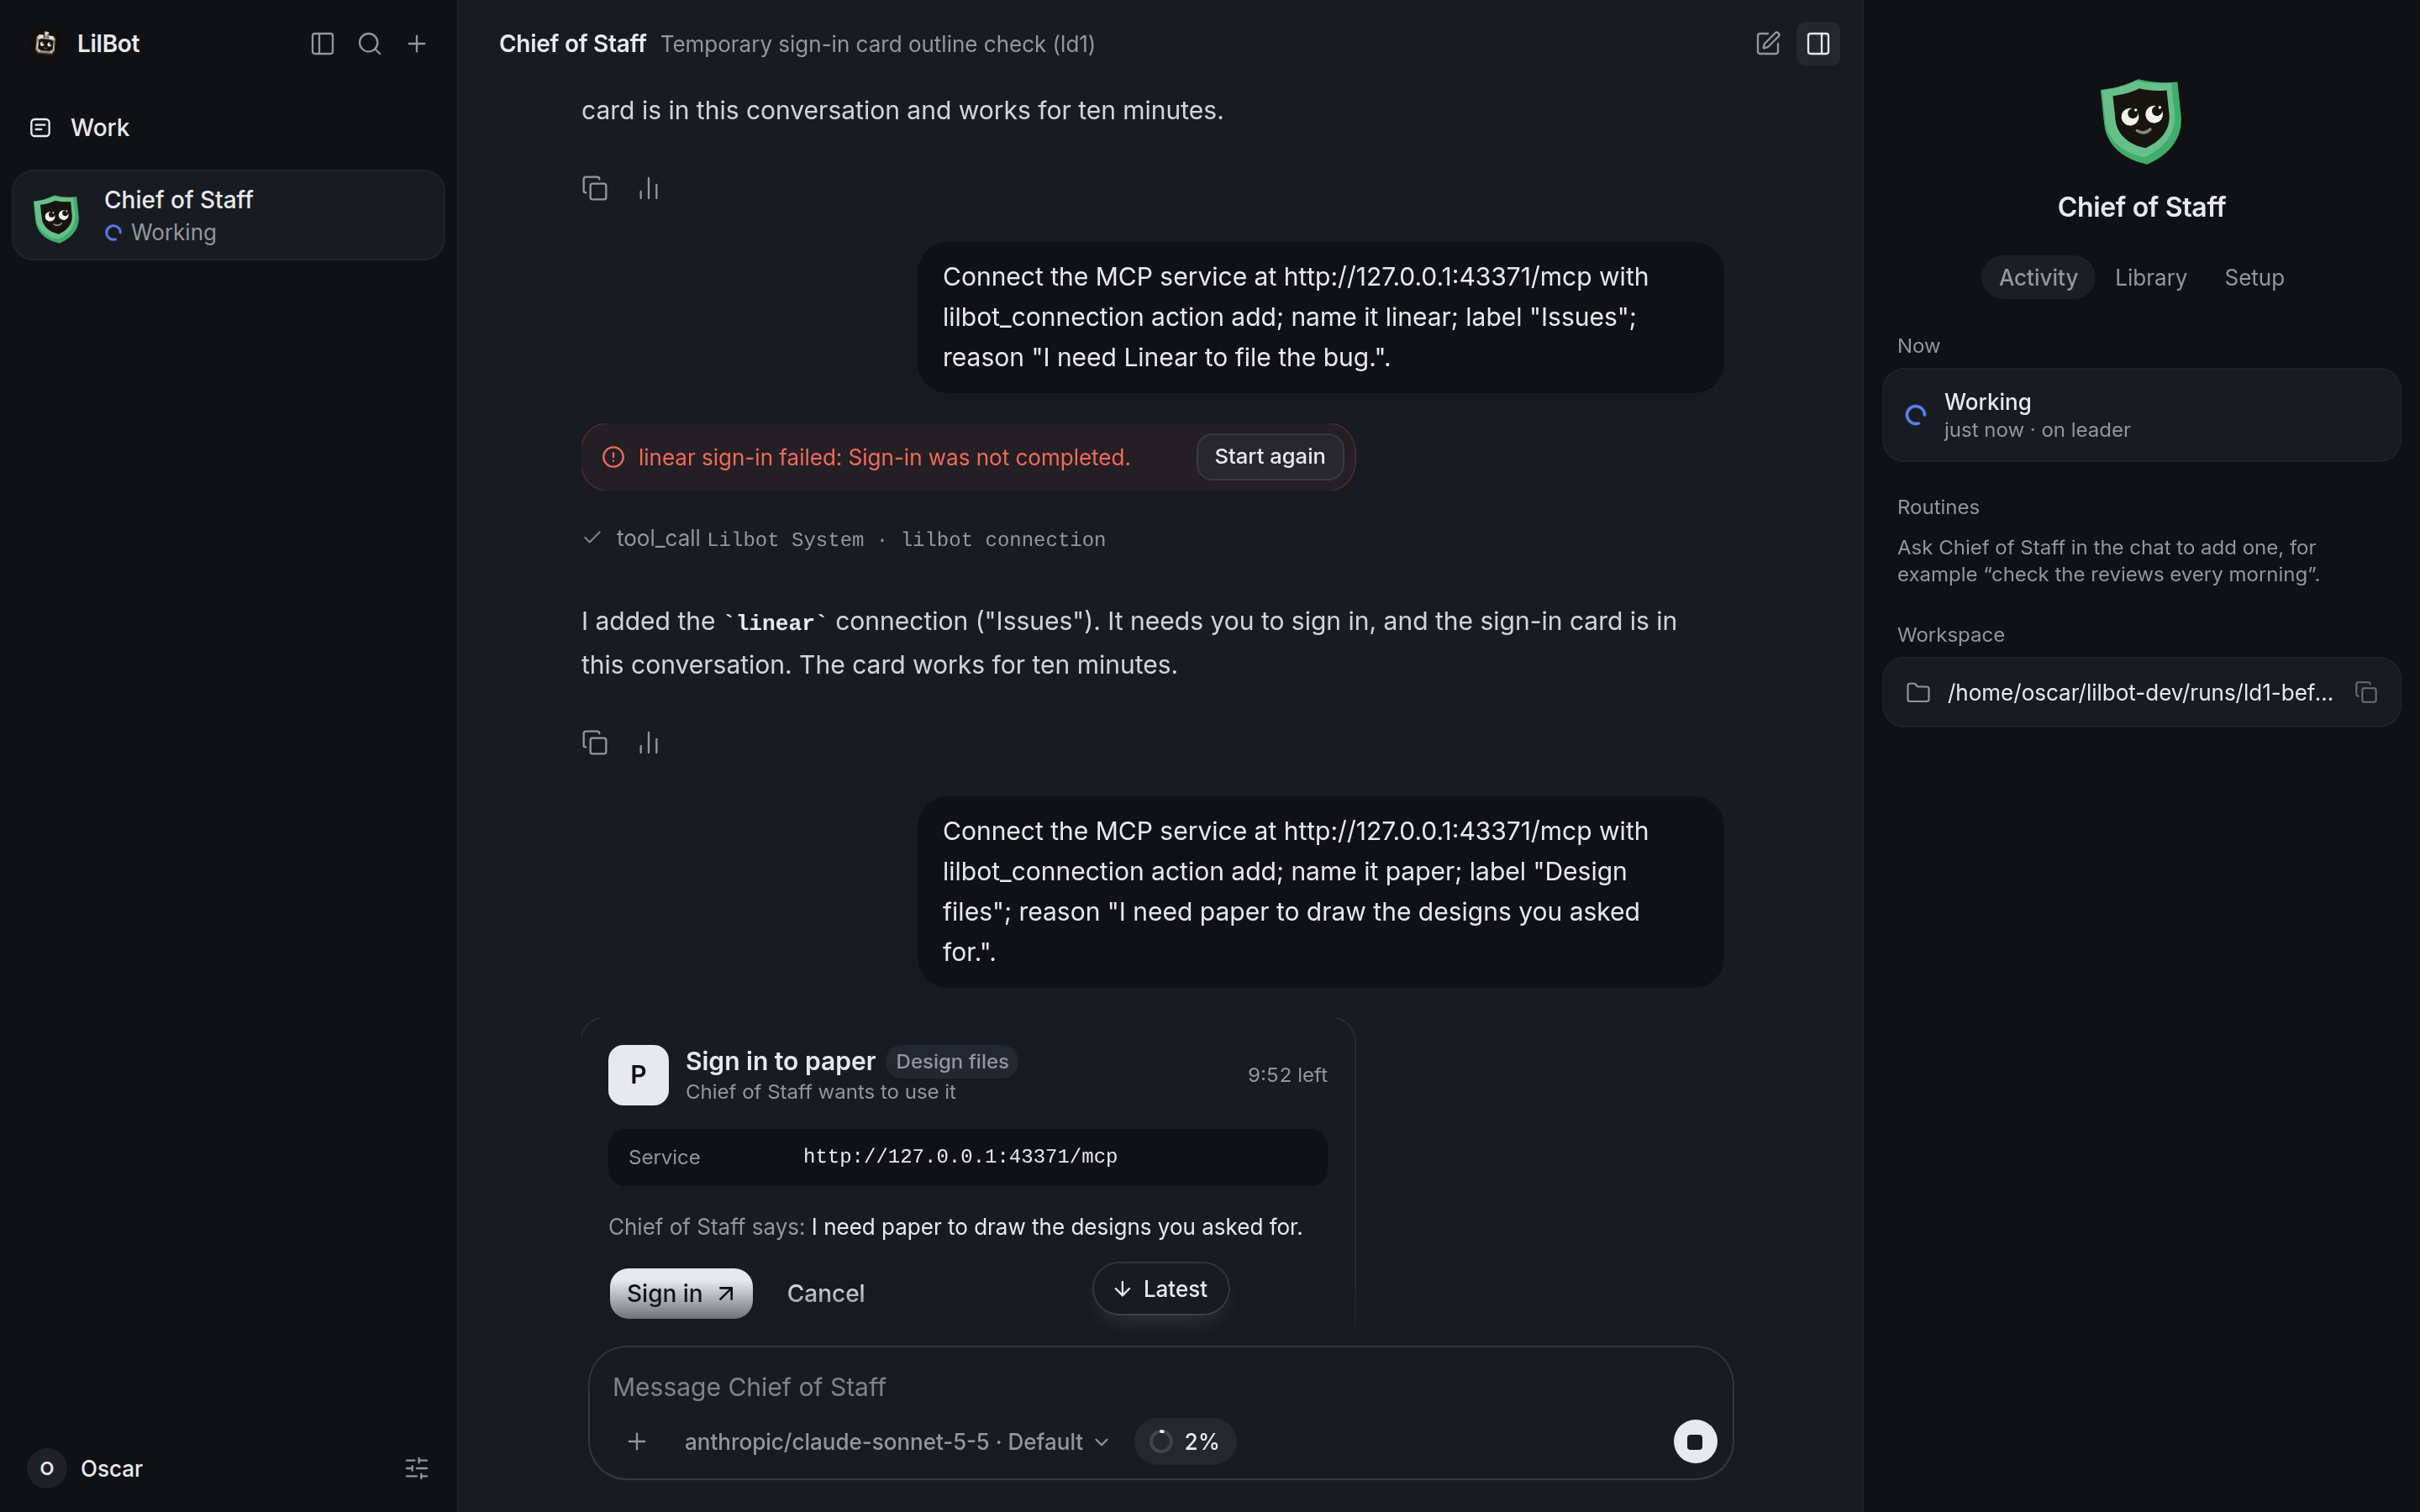 LilBot
Work
Chief of Staff
Working
O
Oscar
Chief of Staff Temporary sign-in card outline check (ld1)
card is in this conversation and works for ten minutes.
Connect the MCP service at http://127.0.0.1:43371/mcp with
lilbot_connection action add; name it linear; label "Issues";
reason "I need Linear to file the bug.".
linear sign-in failed: Sign-in was not completed.
Start again
tool_call Lilbot System · lilbot connection
I added the `linear` connection ("Issues"). It needs you to sign in, and the sign-in card is in
this conversation. The card works for ten minutes.
Connect the MCP service at http://127.0.0.1:43371/mcp with
lilbot_connection action add; name it paper; label "Design
files"; reason "I need paper to draw the designs you asked
for.".
P
Sign in to paper Design files
Chief of Staff wants to use it
9:52 left
Service http://127.0.0.1:43371/mcp
Chief of Staff says: I need paper to draw the designs you asked for.
Sign in
Cancel
Latest
Message Chief of Staff
anthropic/claude-sonnet-5-5 · Default
2%
Chief of Staff
Activity Library Setup
Now
Working
just now · on leader
Routines
Ask Chief of Staff in the chat to add one, for
example “check the reviews every morning”.
Workspace
/home/oscar/lilbot-dev/runs/ld1-bef...